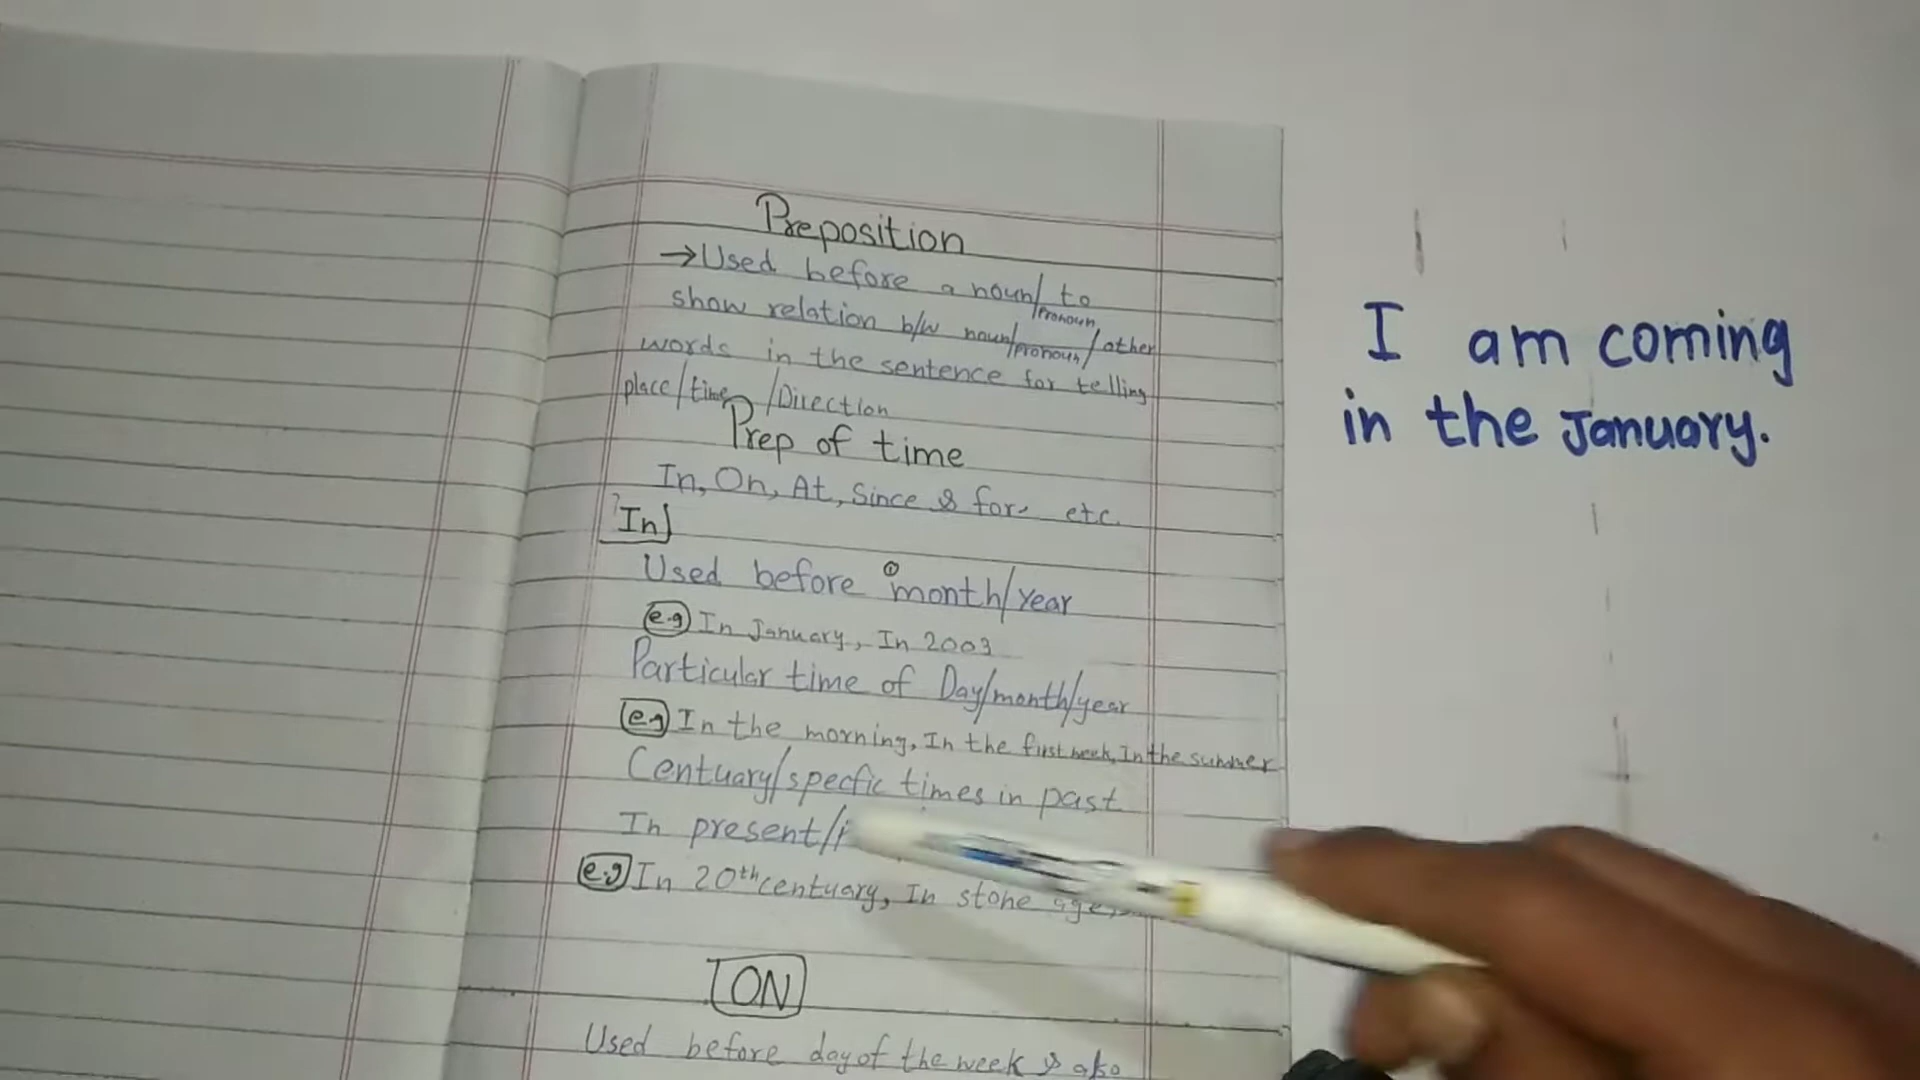 Preposition
→Used before a noun/pronoun to
show relation b/w noun/pronoun/other
words in the sentence for telling
place/time/Direction
Prep of time
In, On, At, Since & for etc.
In
Used before ① month/year
e.g In January, In 2003
Particular time of Day/month/year
e.g In the morning, In the first week, In the summer
Centuary/specfic times in past
In present/
e.g In 20th centuary, In stone age,
ON
Used before day of the week & also
I am coming
in the January.